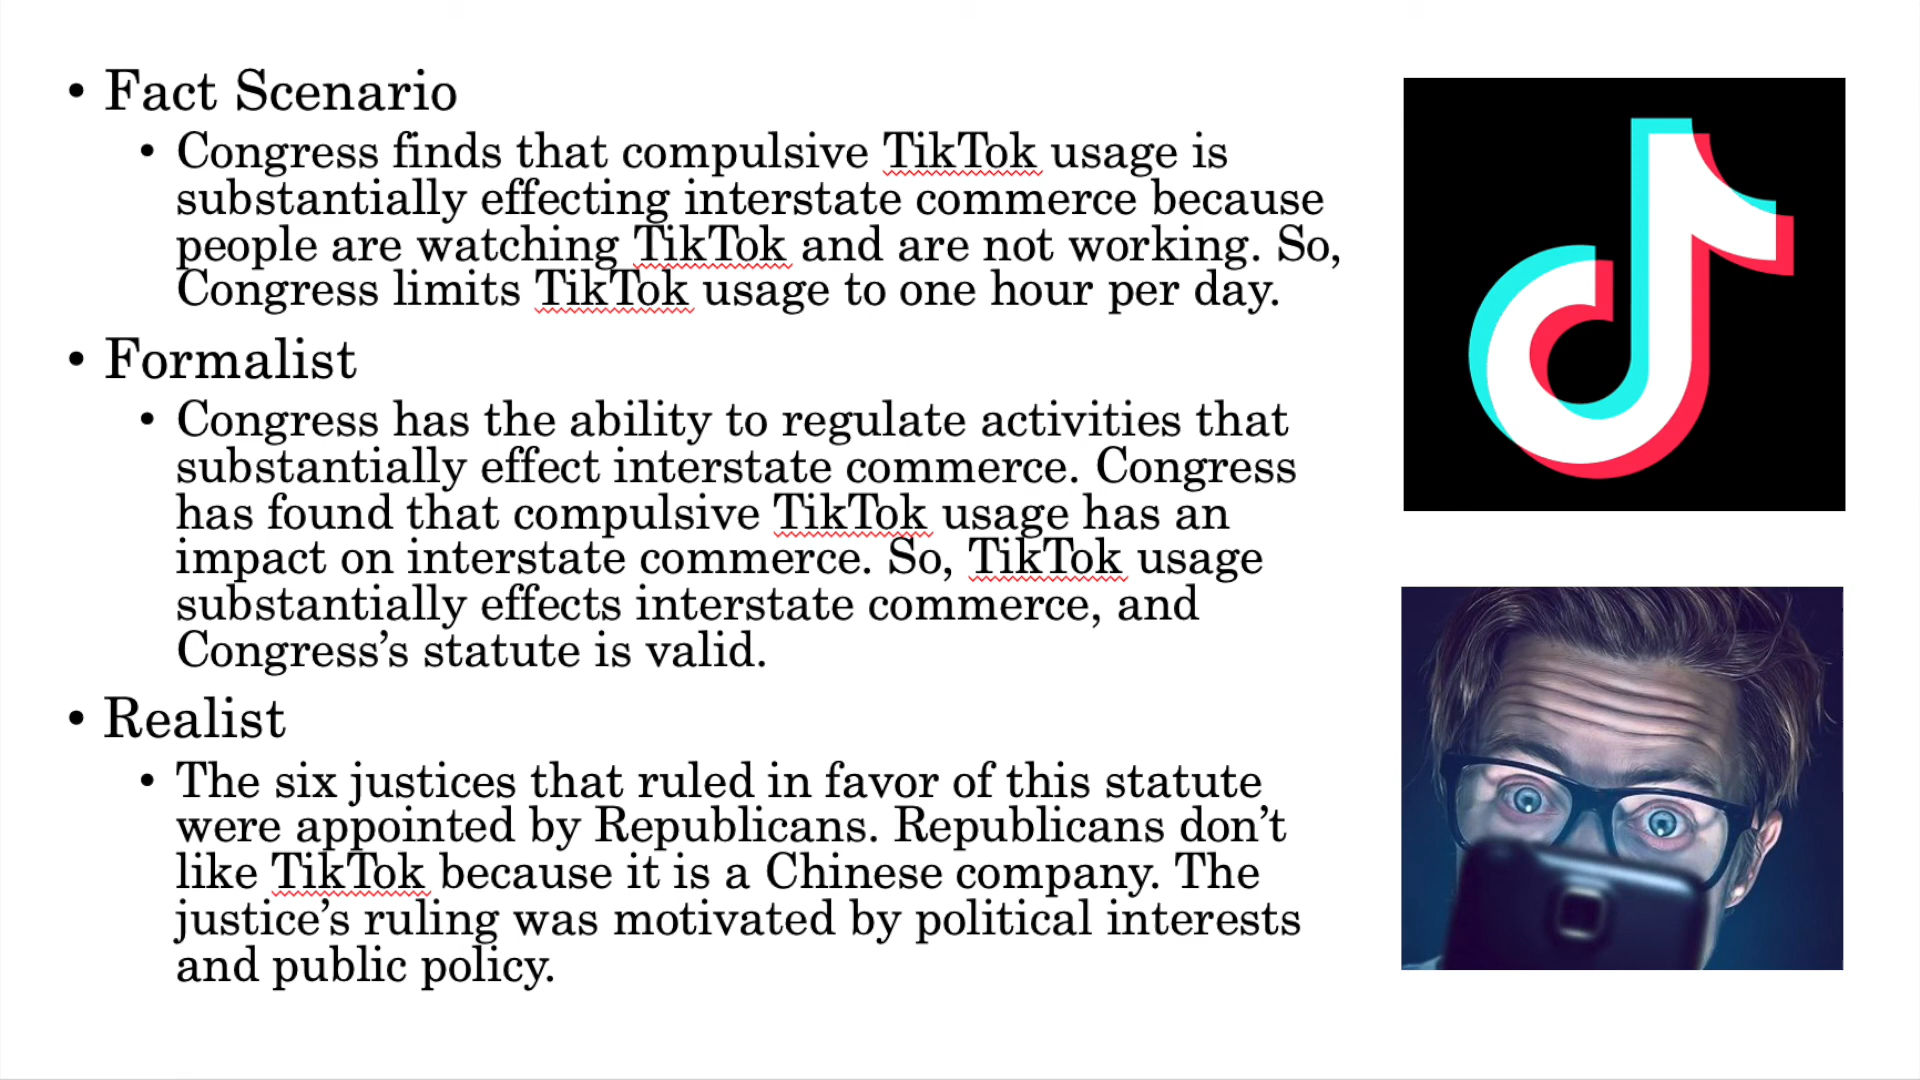 • Fact Scenario
• Congress finds that compulsive TikTok usage is
substantially effecting interstate commerce because
people are watching TikTok and are not working. So,
Congress limits TikTok usage to one hour per day.
• Formalist
• Congress has the ability to regulate activities that
substantially effect interstate commerce. Congress
has found that compulsive TikTok usage has an
impact on interstate commerce. So, TikTok usage
substantially effects interstate commerce, and
Congress’s statute is valid.
• Realist
• The six justices that ruled in favor of this statute
were appointed by Republicans. Republicans don’t
like TikTok because it is a Chinese company. The
justice’s ruling was motivated by political interests
and public policy.